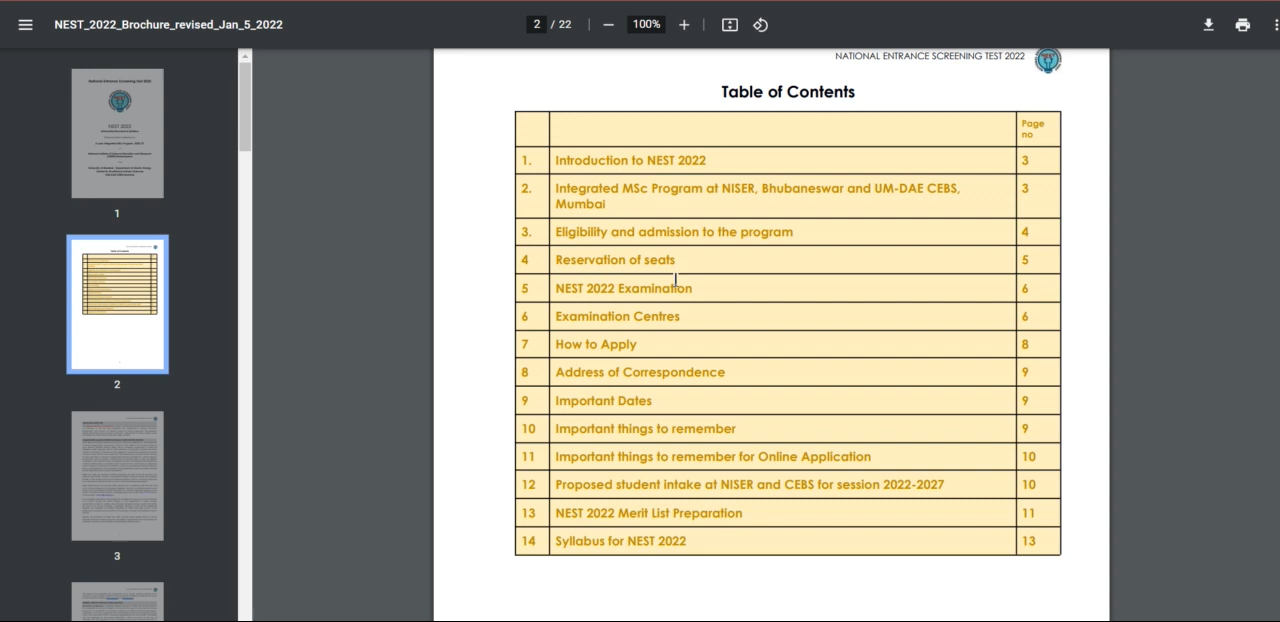 NEST_2022_Brochure_revised_Jan_5_2022
2 / 22
100%
NATIONAL ENTRANCE SCREENING TEST 2022
Table of Contents
Page
no
1. Introduction to NEST 2022 3
2. Integrated MSc Program at NISER, Bhubaneswar and UM-DAE CEBS, 3
Mumbai
3. Eligibility and admission to the program 4
4 Reservation of seats 5
5 NEST 2022 Examination 6
6 Examination Centres 6
7 How to Apply 8
8 Address of Correspondence 9
9 Important Dates 9
10 Important things to remember 9
11 Important things to remember for Online Application 10
12 Proposed student intake at NISER and CEBS for session 2022-2027 10
13 NEST 2022 Merit List Preparation 11
14 Syllabus for NEST 2022 13
NEST 2022
1
2
3